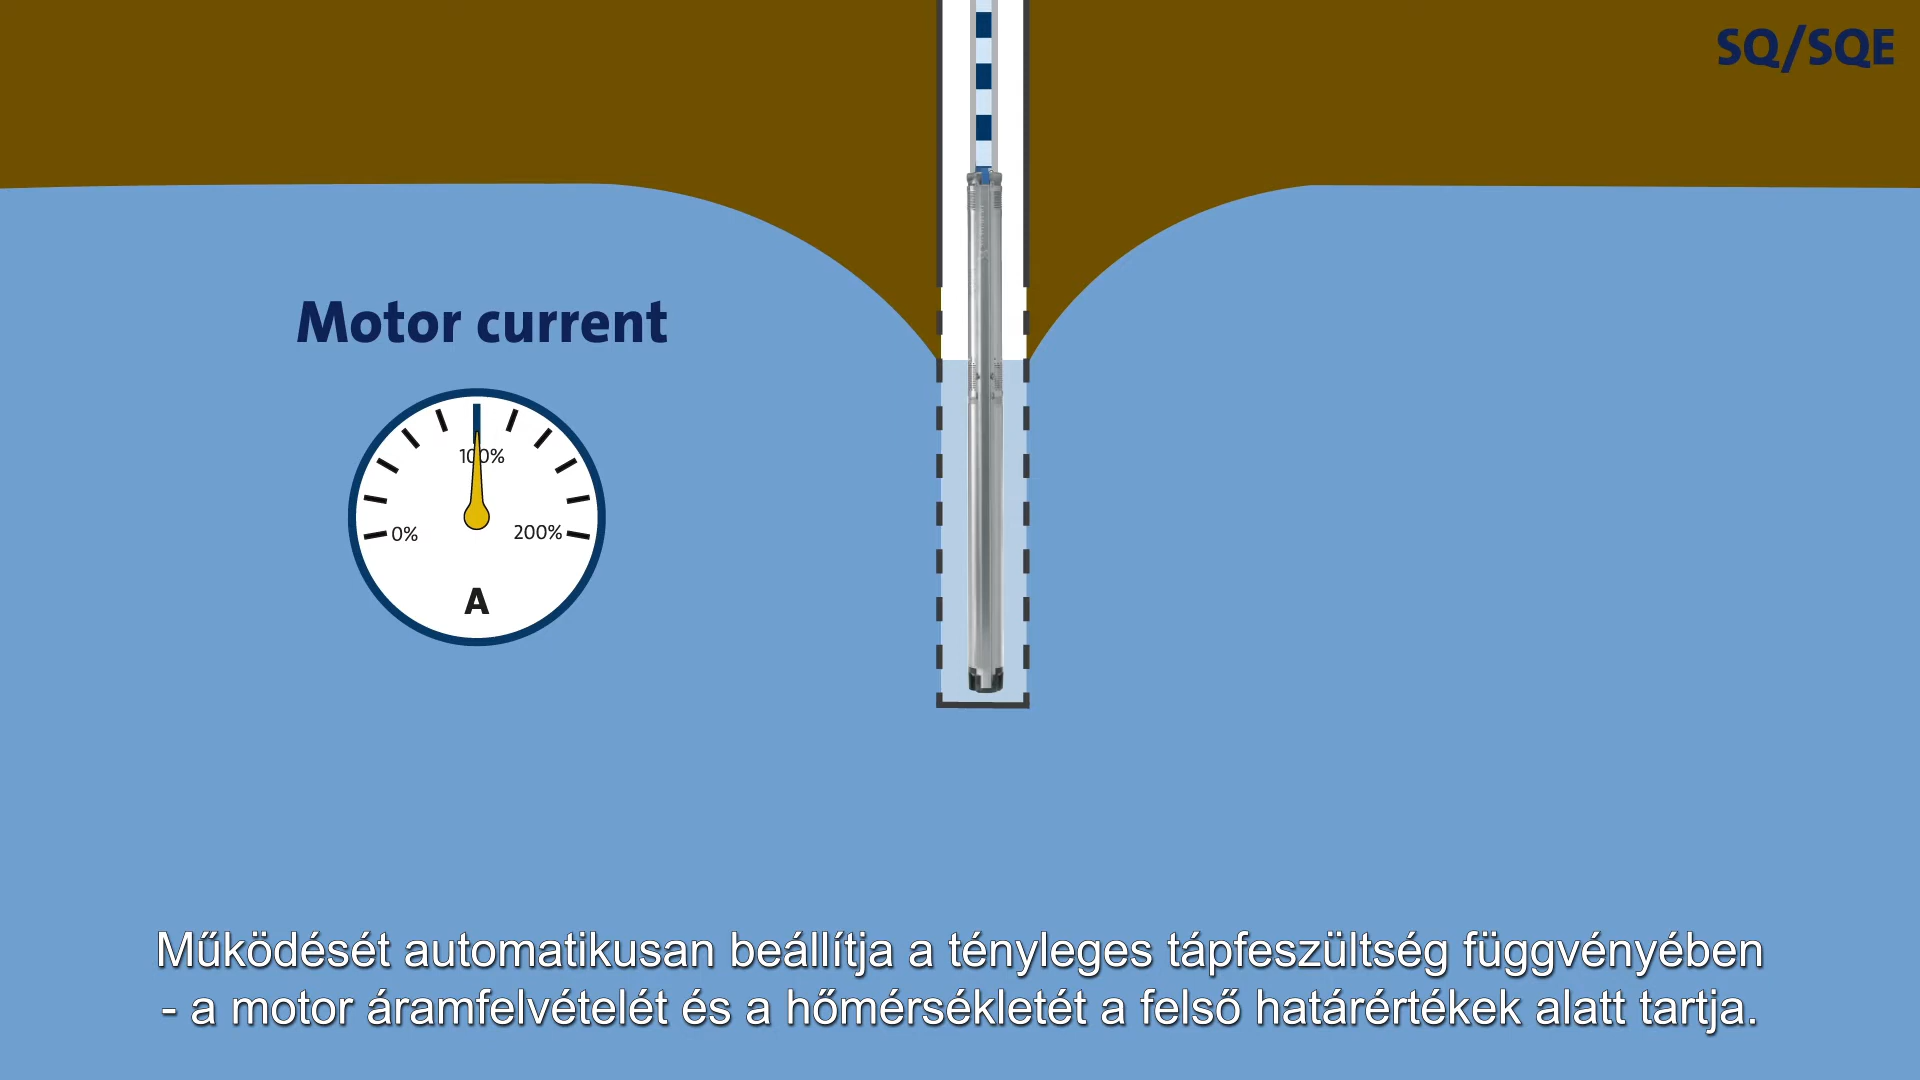 SQ/SQE
Motor current
100%
0%
200%
A
Működését automatikusan beállítja a tényleges tápfeszültség függvényében
- a motor áramfelvételét és a hőmérsékletét a felső határértékek alatt tartja.